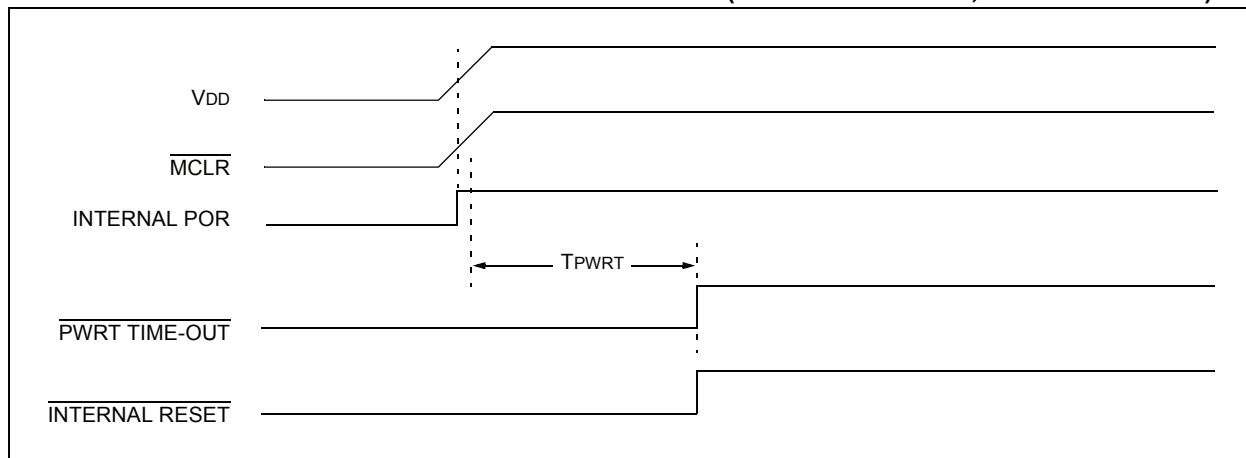 VDD
MCLR
INTERNAL POR
TPWRT
PWRT TIME-OUT
INTERNAL RESET